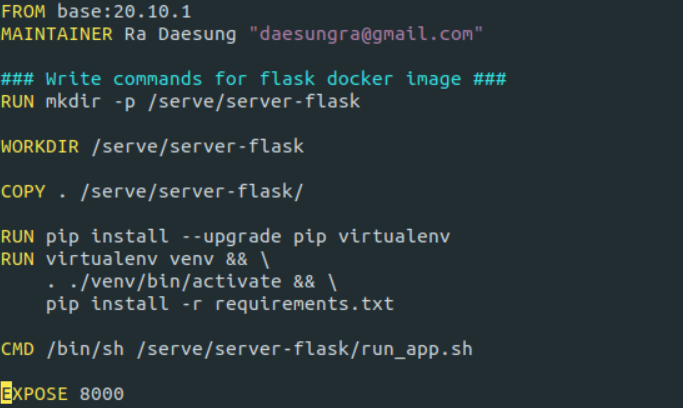 FROM base:20.10.1
MAINTAINER Ra Daesung "daesungra@gmail.com"
### Write commands for flask docker image ###
RUN mkdir -p /serve/server-flask
WORKDIR /serve/server-flask
COPY . /serve/server-flask/
RUN pip install --upgrade pip virtualenv
RUN virtualenv venv && \
    . ./venv/bin/activate && \
    pip install -r requirements.txt
CMD /bin/sh /serve/server-flask/run_app.sh
EXPOSE 8000